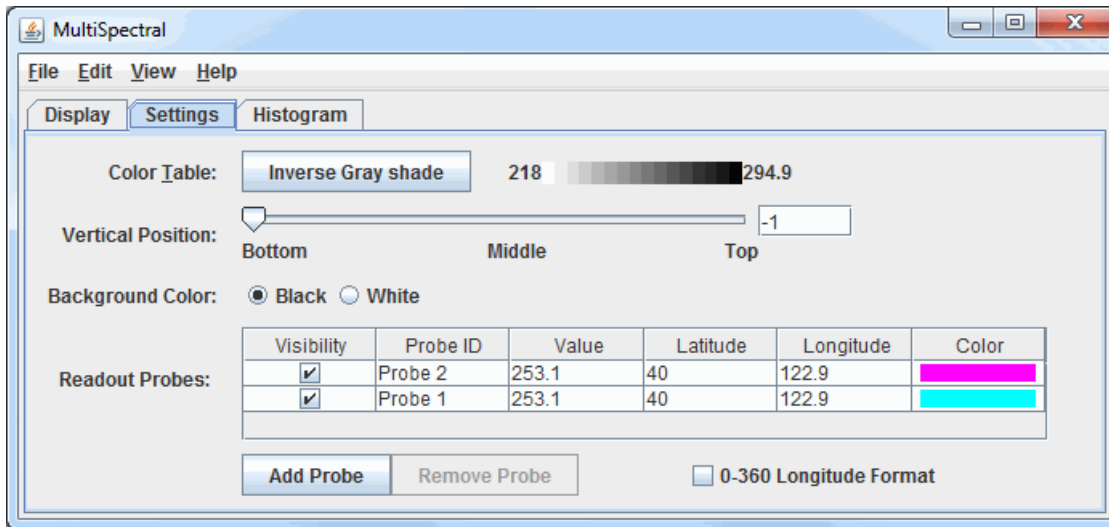 MultiSpectral
File Edit View Help
Display Settings Histogram
Color Table: Inverse Gray shade 218 294.9
Vertical Position: -1
Bottom Middle Top
Background Color: Black White
Readout Probes:
Visibility Probe ID Value Latitude Longitude Color
Probe 2 253.1 40 122.9
Probe 1 253.1 40 122.9
Add Probe Remove Probe 0-360 Longitude Format